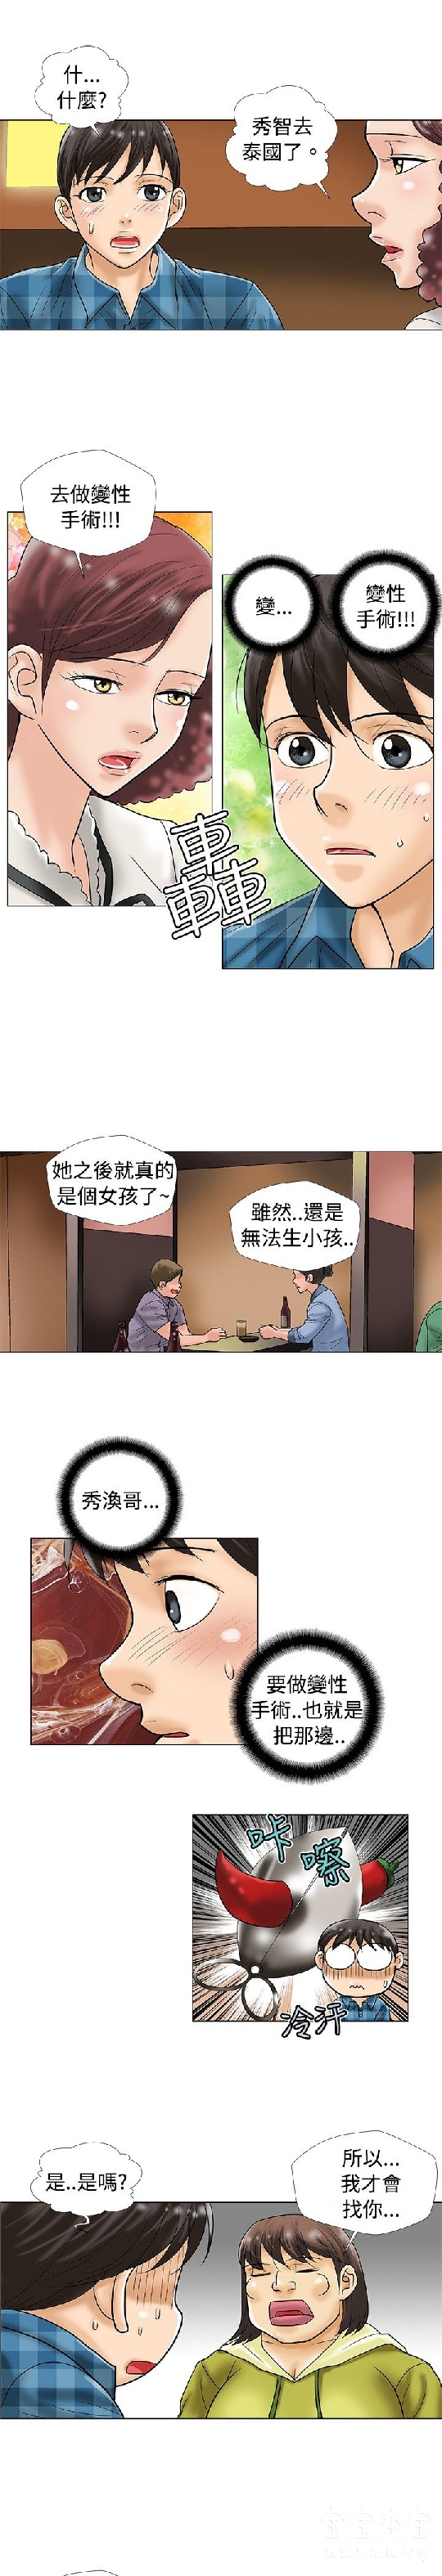 什...
什麼?
秀智去
泰國了。
去做變性
手術!!!
變...
變性
手術!!!
轟
她之後就真的
是個女孩了~
雖然..還是
無法生小孩..
秀渙哥...
要做變性
手術..也就是
把那邊..
咔嚓
冷汗
是..是嗎?
所以...
我才會
找你...